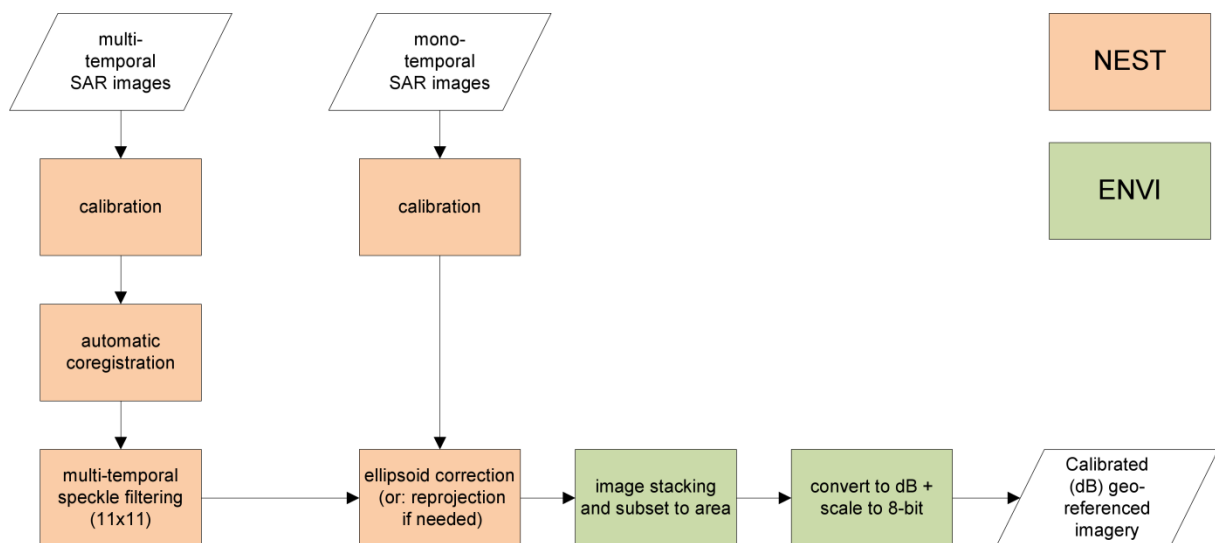 multi-
temporal
SAR images
mono-
temporal
SAR images
NEST
calibration
calibration
ENVI
automatic
coregistration
multi-temporal
speckle filtering
(11x11)
ellipsoid correction
(or: reprojection
if needed)
image stacking
and subset to area
convert to dB +
scale to 8-bit
Calibrated
(dB) geo-
referenced
imagery